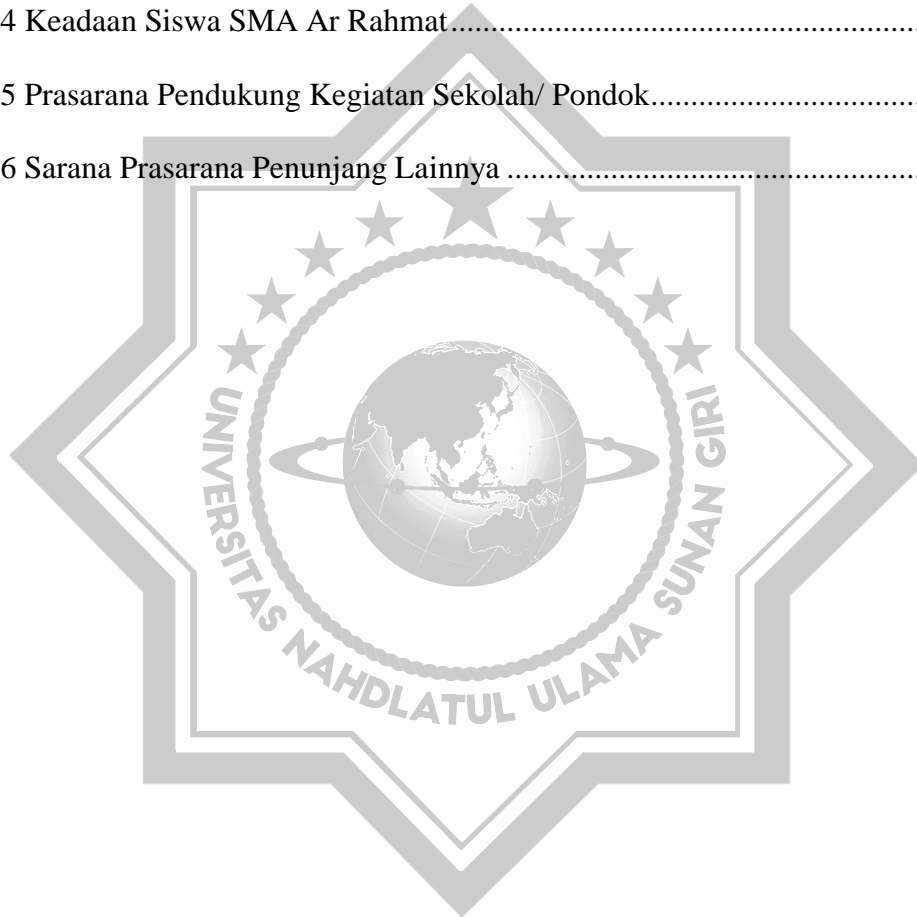 4 Keadaan Siswa SMA Ar Rahmat........................................................
5 Prasarana Pendukung Kegiatan Sekolah/ Pondok................................
6 Sarana Prasarana Penunjang Lainnya ..................................................
UNIVERSITAS NAHDLATUL ULAMA SUNAN GIRI